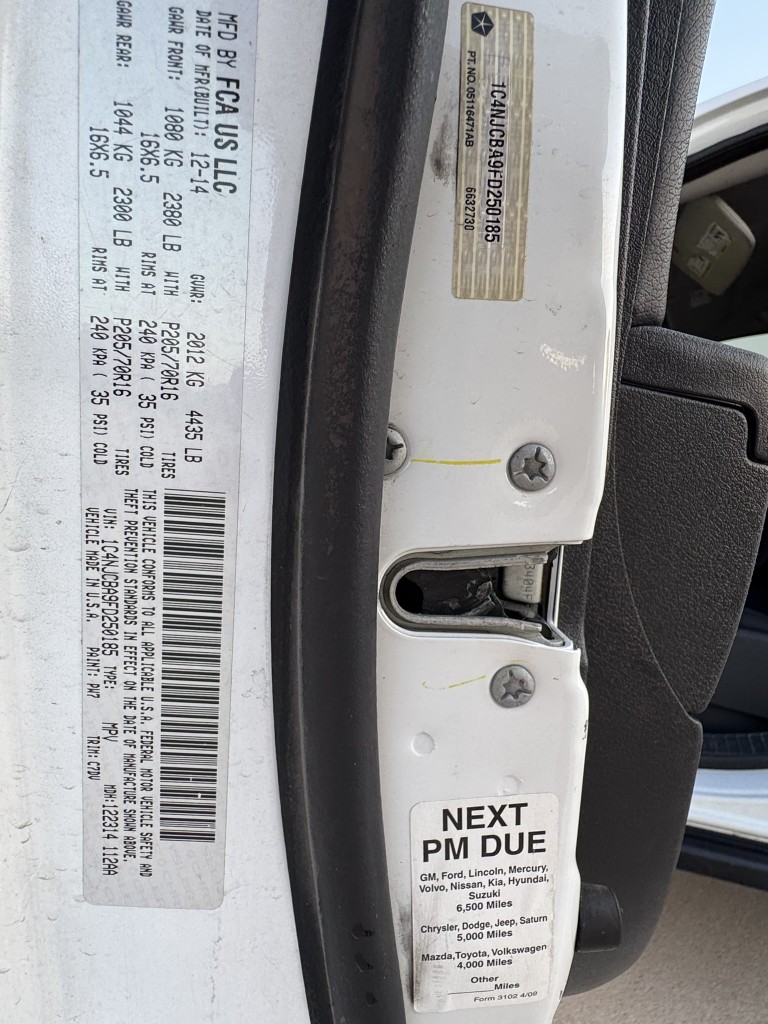 MFD BY FCA US LLC
DATE OF MFR(BUILT): 12-14 GVWR: 2012 KG 4435 LB
GAWR FRONT: 1080 KG 2380 LB WITH P205/70R16 TIRES
16X6.5 RIMS AT 240 KPA ( 35 PSI) COLD
GAWR REAR: 1044 KG 2300 LB WITH P205/70R16 TIRES
16X6.5 RIMS AT 240 KPA ( 35 PSI) COLD
THIS VEHICLE CONFORMS TO ALL APPLICABLE U.S.A. FEDERAL MOTOR VEHICLE SAFETY AND
THEFT PREVENTION STANDARDS IN EFFECT ON THE DATE OF MANUFACTURE SHOWN ABOVE.
VIN: 1C4NJCBA9FD250185 TYPE: MPV MDH:122314 112AA
VEHICLE MADE IN U.S.A. PAINT: PW7 TRIM: C7DV
1C4NJCBA9FD250185
PT. NO. 05116471AB 6632730
NEXT
PM DUE
GM, Ford, Lincoln, Mercury,
Volvo, Nissan, Kia, Hyundai,
Suzuki
6,500 Miles
Chrysler, Dodge, Jeep, Saturn
5,000 Miles
Mazda,Toyota, Volkswagen
4,000 Miles
Other
________Miles
Form 3102 4/09